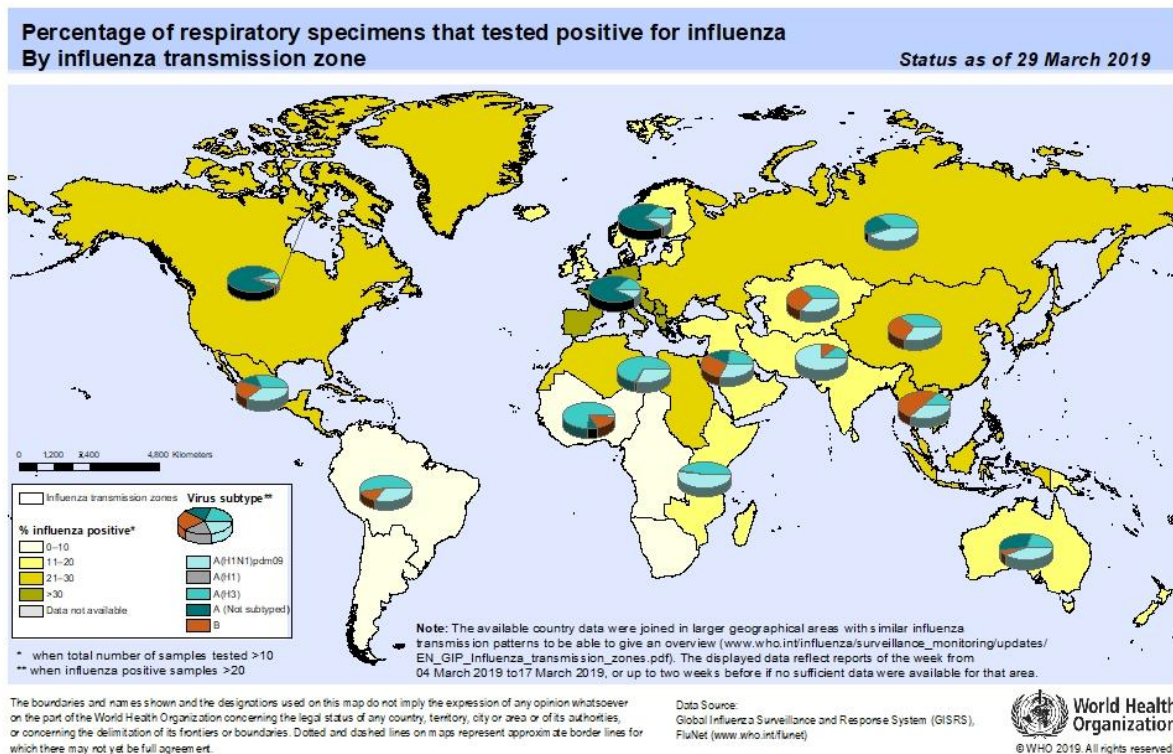 Percentage of respiratory specimens that tested positive for influenza
By influenza transmission zone
Status as of 29 March 2019
0 1,200 2,400 4,800 Kilometers
Influenza transmission zones
% influenza positive*
0–10
11–20
21–30
>30
Data not available
Virus subtype**
A(H1N1)pdm09
A(H1)
A(H3)
A (Not subtyped)
B
* when total number of samples tested >10
** when influenza positive samples >20
Note: The available country data were joined in larger geographical areas with similar influenza
transmission patterns to be able to give an overview (www.who.int/influenza/surveillance_monitoring/updates/
EN_GIP_Influenza_transmission_zones.pdf). The displayed data reflect reports of the week from
04 March 2019 to17 March 2019, or up to two weeks before if no sufficient data were available for that area.
The boundaries and names shown and the designations used on this map do not imply the expression of any opinion whatsoever
on the part of the World Health Organization concerning the legal status of any country, territory, city or area or of its authorities,
or concerning the delimitation of its frontiers or boundaries. Dotted and dashed lines on maps represent approximate border lines for
which there may not yet be full agreement.
Data Source:
Global Influenza Surveillance and Response System (GISRS),
FluNet (www.who.int/flunet)
World Health
Organization
© WHO 2019. All rights reserved.